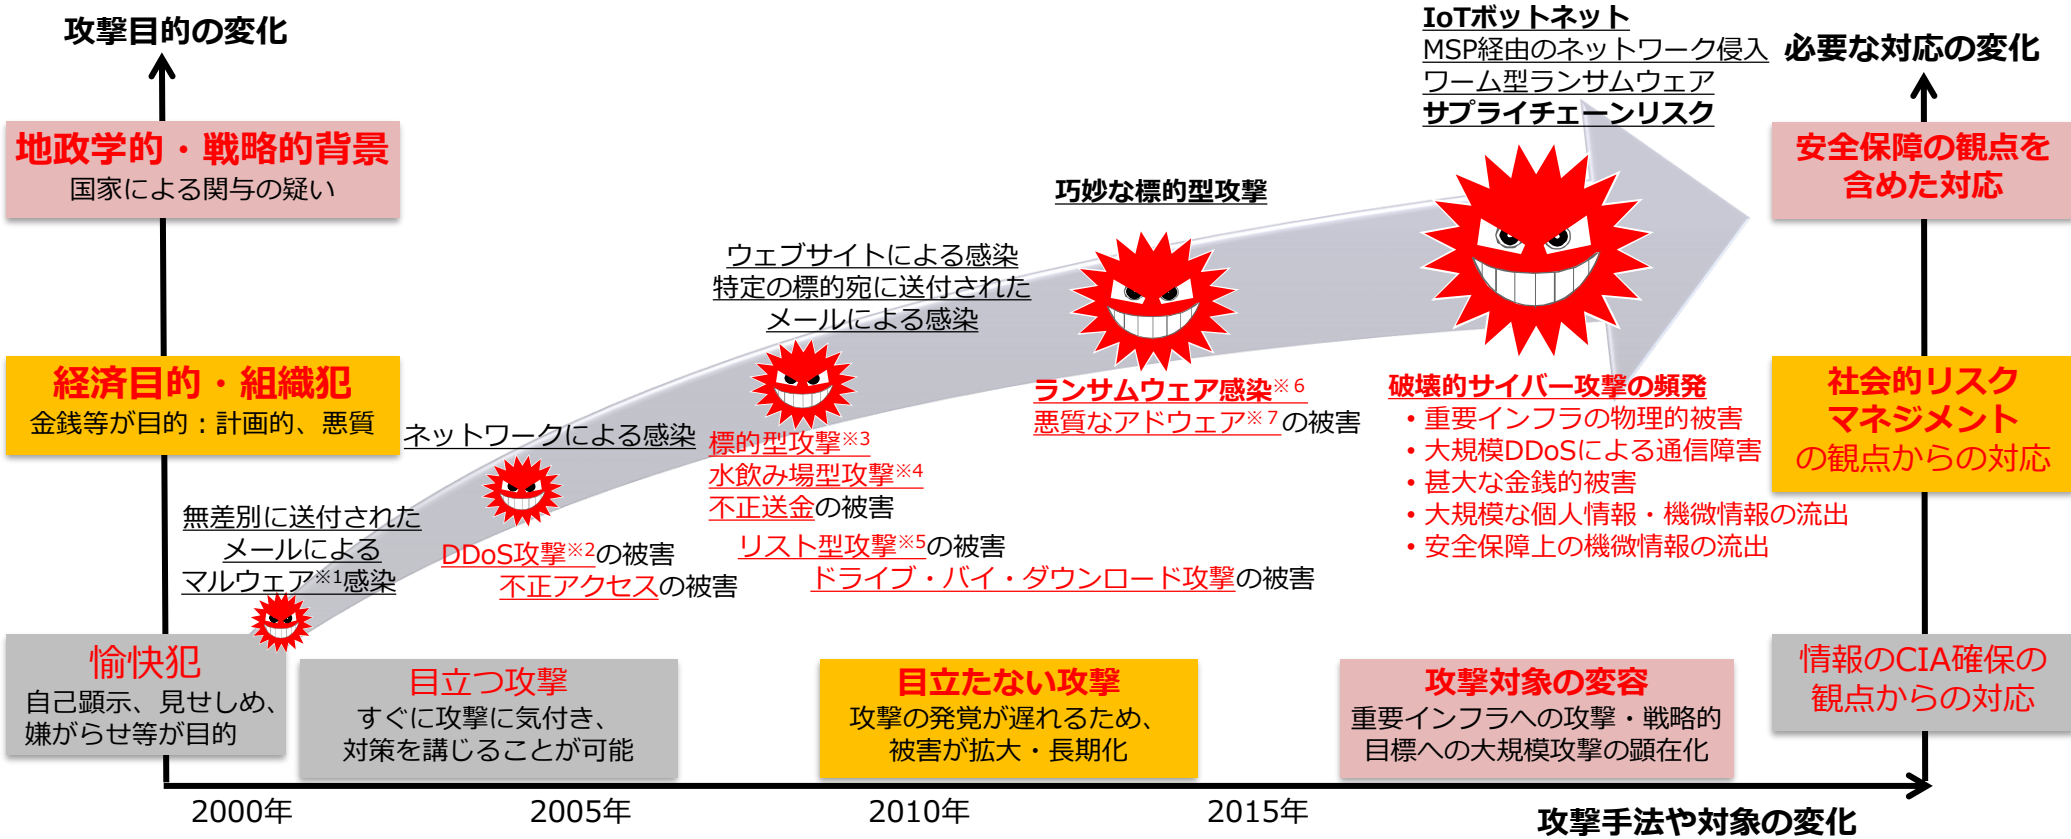 攻撃目的の変化
地政学的・戦略的背景
国家による関与の疑い
経済目的・組織犯
金銭等が目的：計画的、悪質
愉快犯
自己顕示、見せしめ、
嫌がらせ等が目的
無差別に送付された
メールによる
マルウェア※1感染
ネットワークによる感染
DDoS攻撃※2の被害
不正アクセスの被害
ウェブサイトによる感染
特定の標的宛に送付された
メールによる感染
標的型攻撃※3
水飲み場型攻撃※4
不正送金の被害
リスト型攻撃※5の被害
ドライブ・バイ・ダウンロード攻撃の被害
巧妙な標的型攻撃
ランサムウェア感染※6
悪質なアドウェア※7の被害
IoTボットネット
MSP経由のネットワーク侵入
ワーム型ランサムウェア
サプライチェーンリスク
破壊的サイバー攻撃の頻発
・重要インフラの物理的被害
・大規模DDoSによる通信障害
・甚大な金銭的被害
・大規模な個人情報・機微情報の流出
・安全保障上の機微情報の流出
必要な対応の変化
安全保障の観点を
含めた対応
社会的リスク
マネジメント
の観点からの対応
情報のCIA確保の
観点からの対応
目立つ攻撃
すぐに攻撃に気付き、
対策を講じることが可能
目立たない攻撃
攻撃の発覚が遅れるため、
被害が拡大・長期化
攻撃対象の変容
重要インフラへの攻撃・戦略的
目標への大規模攻撃の顕在化
2000年
2005年
2010年
2015年
攻撃手法や対象の変化